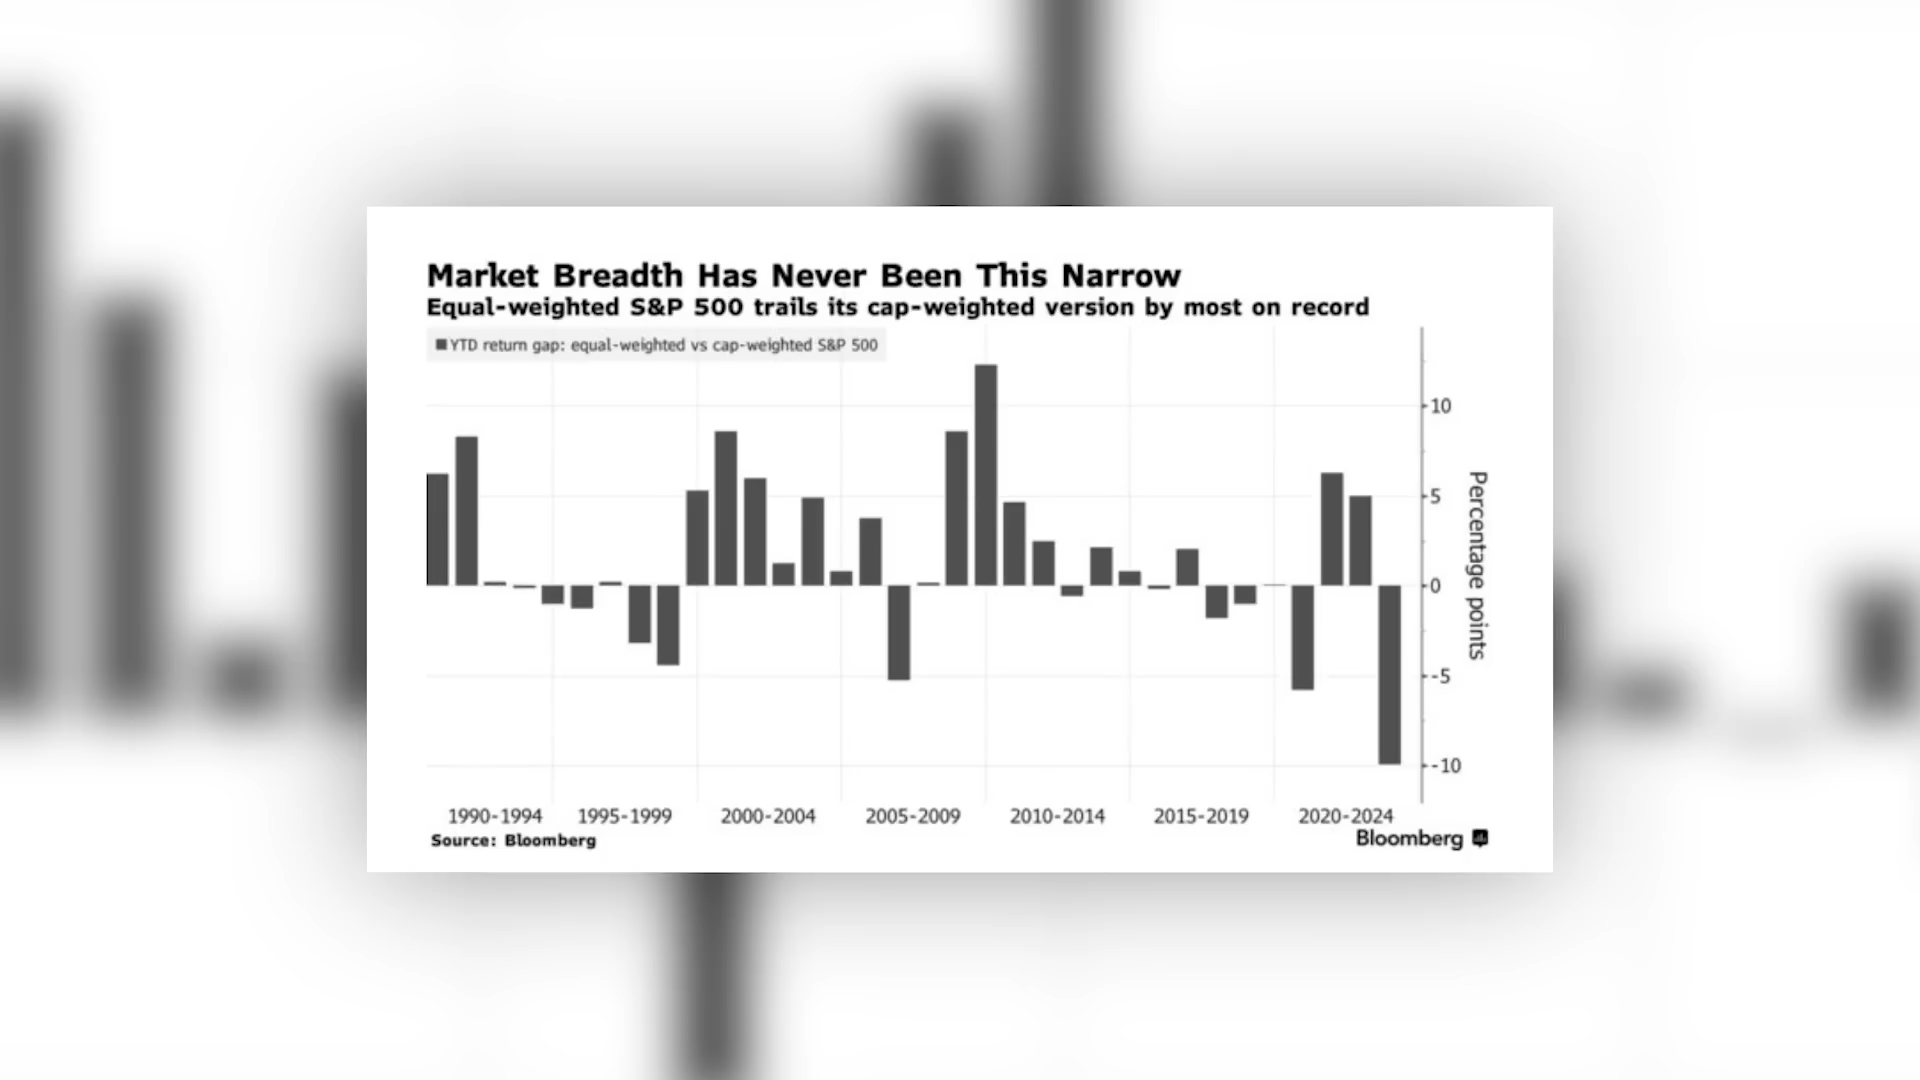 Market Breadth Has Never Been This Narrow
Equal-weighted S&P 500 trails its cap-weighted version by most on record
YTD return gap: equal-weighted vs cap-weighted S&P 500
10
5
0
-5
-10
Percentage points
1990-1994 1995-1999 2000-2004 2005-2009 2010-2014 2015-2019 2020-2024
Source: Bloomberg
Bloomberg